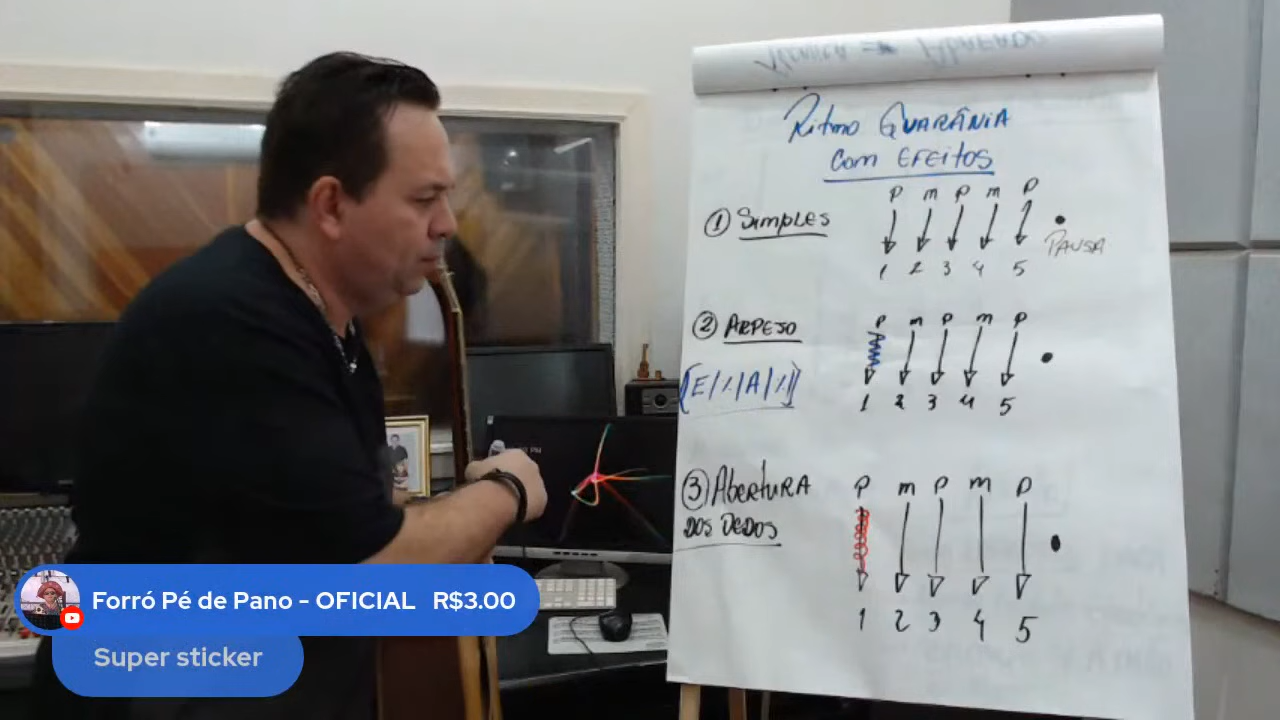 Ritmo GUARÂNIA
com EFEITOS
① Simples
P m P m P
1 2 3 4 5
PAUSA
② ARPEJO
P m P m P
[E/./A/./]
1 2 3 4 5
③ Abertura
DOS DEDOS
P m P m P
1 2 3 4 5
Forró Pé de Pano - OFICIAL R$3.00
Super sticker